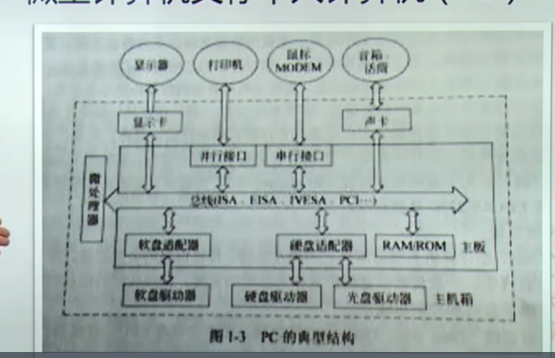 显示器
打印机
鼠标
MODEM
音箱
话筒
显示卡
声卡
并行接口
串行接口
微处理器
总线(ISA、EISA、IVESA、PCI…)
软盘适配器
硬盘适配器
RAM/ROM
主板
软盘驱动器
硬盘驱动器
光盘驱动器
主机箱
图 1-3 PC 的典型结构